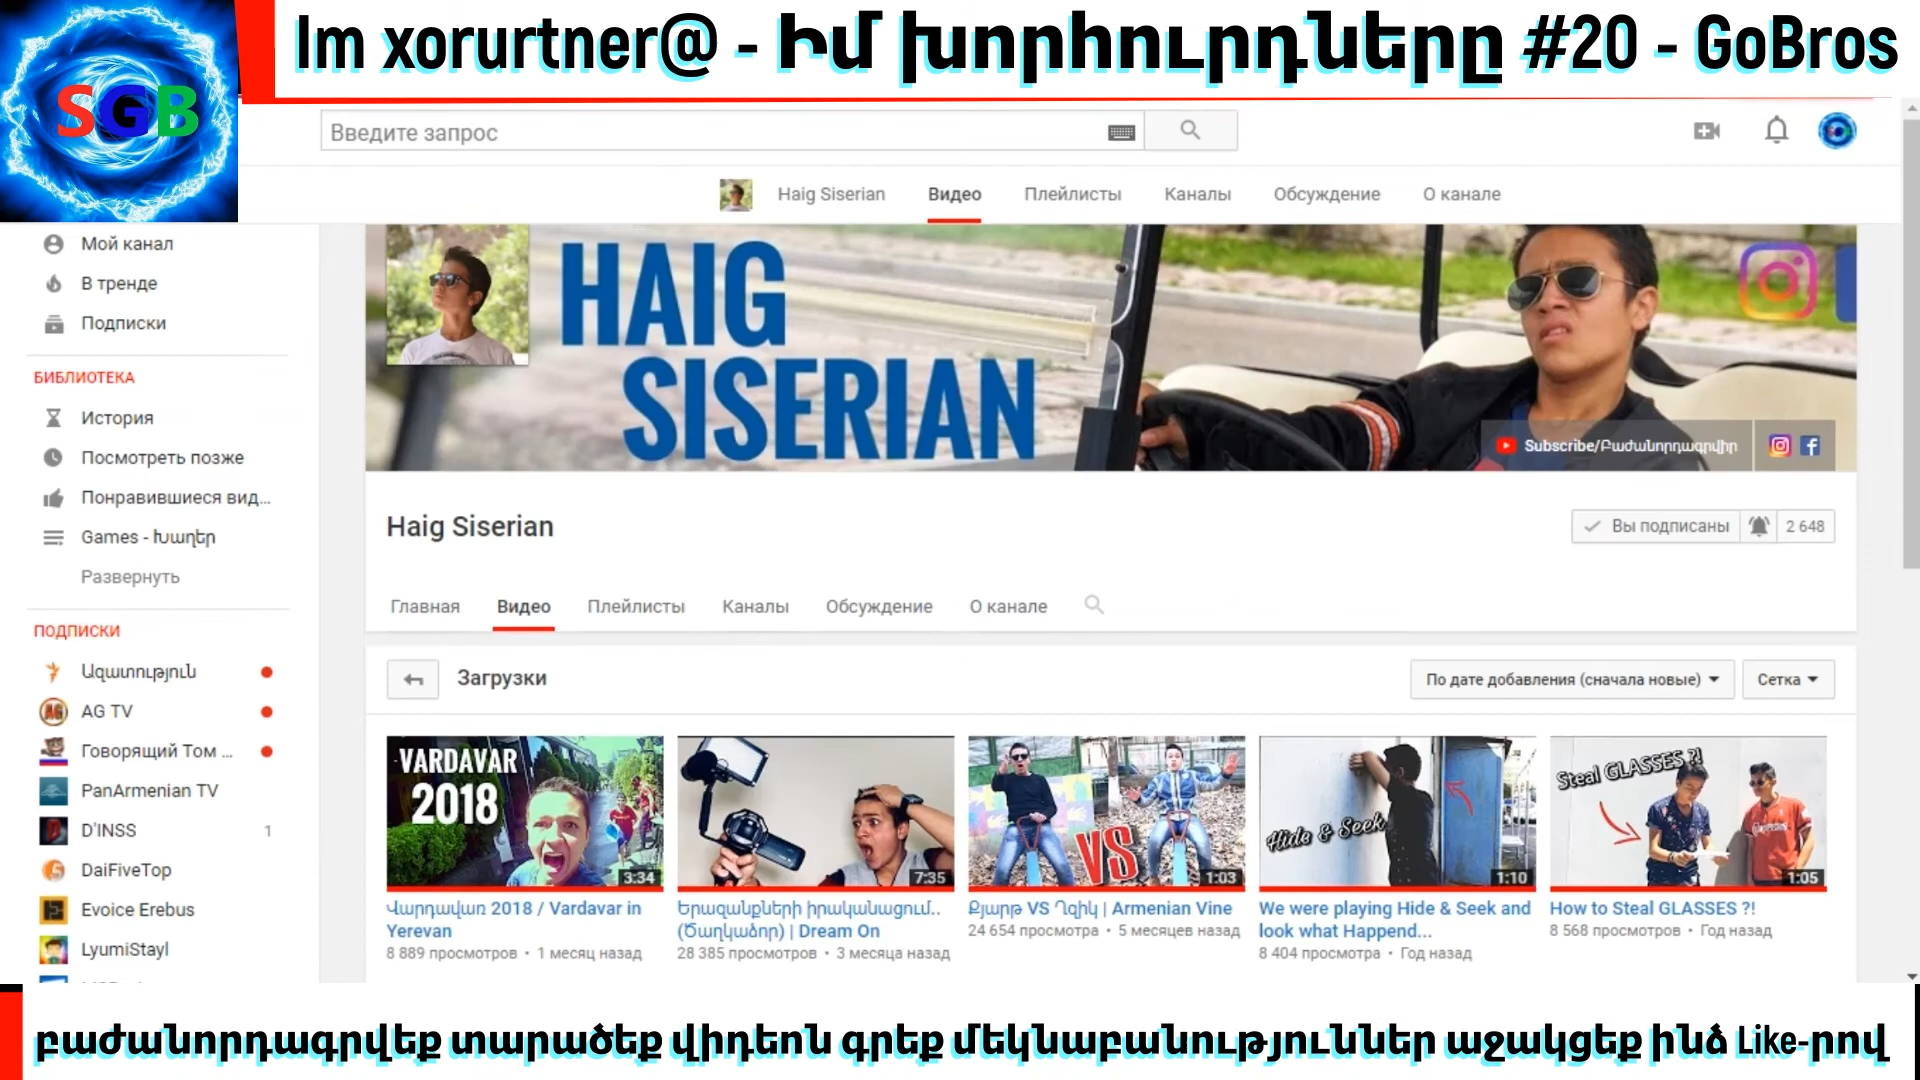 Im xorurtner@ - Իմ խորհուրդները #20 - GoBros
SGB
Введите запрос
Haig Siserian Видео Плейлисты Каналы Обсуждение О канале
Мой канал
В тренде
Подписки
БИБЛИОТЕКА
История
Посмотреть позже
Понравившиеся вид...
Games - Խաղեր
Развернуть
ПОДПИСКИ
Ազատություն
AG TV
Говорящий Том ...
PanArmenian TV
D'INSS 1
DaiFiveTop
Evoice Erebus
LyumiStayl
HAIG
SISERIAN
Subscribe/Բաժանորդագրվիր
Haig Siserian
Вы подписаны 2 648
Главная Видео Плейлисты Каналы Обсуждение О канале
Загрузки
По дате добавления (сначала новые) Сетка
VARDAVAR
2018
3:34
Վարդավառ 2018 / Vardavar in
Yerevan
8 889 просмотров • 1 месяц назад
7:35
Երազանքների իրականացում..
(Ծաղկաձոր) | Dream On
28 385 просмотров • 3 месяца назад
VS
1:03
Քյարթ VS Ղզիկ | Armenian Vine
24 654 просмотра • 5 месяцев назад
Hide & Seek
1:10
We were playing Hide & Seek and
look what Happend...
8 404 просмотра • Год назад
Steal GLASSES ?!
1:05
How to Steal GLASSES ?!
8 568 просмотров • Год назад
բաժանորդագրվեք տարածեք վիդեոն գրեք մեկնաբանություններ աջակցեք ինձ Like-րով